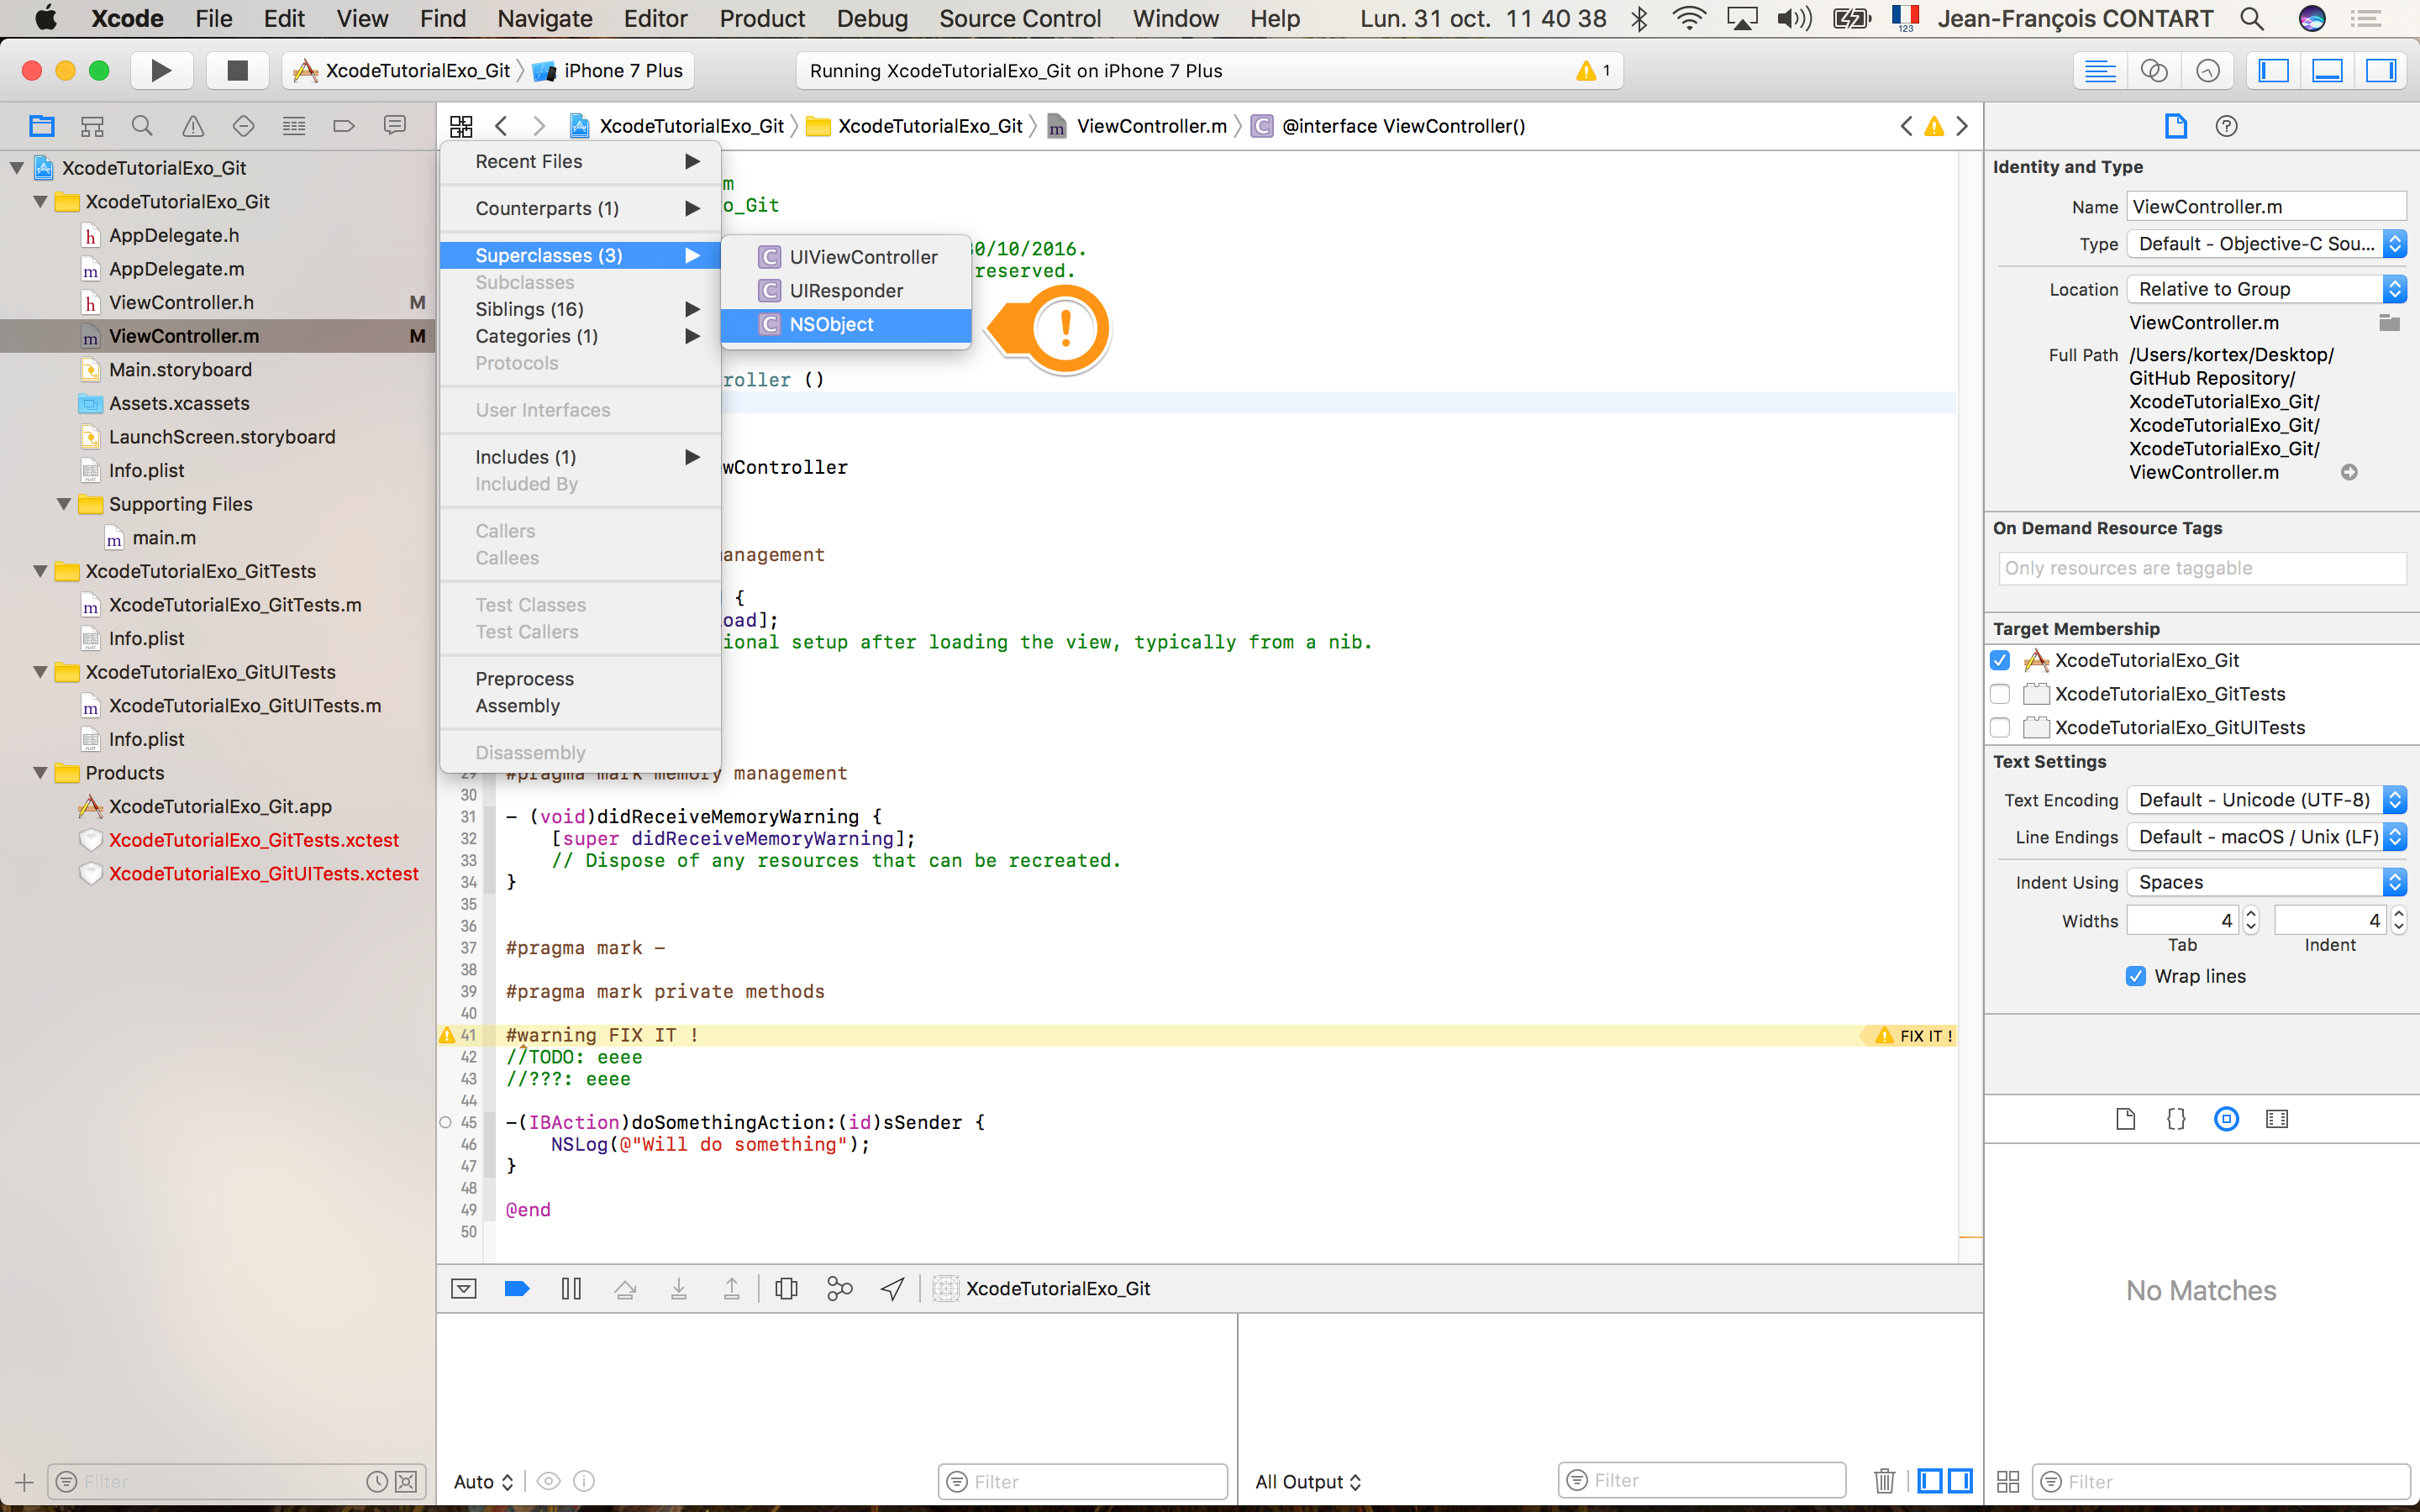 Xcode File Edit View Find Navigate Editor Product Debug Source Control Window Help Lun. 31 oct. 11 40 38 123 Jean-François CONTART
XcodeTutorialExo_Git iPhone 7 Plus Running XcodeTutorialExo_Git on iPhone 7 Plus 1
XcodeTutorialExo_Git XcodeTutorialExo_Git m ViewController.m C @interface ViewController()
XcodeTutorialExo_Git
XcodeTutorialExo_Git
h AppDelegate.h
m AppDelegate.m
h ViewController.h M
m ViewController.m M
Main.storyboard
Assets.xcassets
LaunchScreen.storyboard
Info.plist
Supporting Files
m main.m
XcodeTutorialExo_GitTests
m XcodeTutorialExo_GitTests.m
Info.plist
XcodeTutorialExo_GitUITests
m XcodeTutorialExo_GitUITests.m
Info.plist
Products
XcodeTutorialExo_Git.app
XcodeTutorialExo_GitTests.xctest
XcodeTutorialExo_GitUITests.xctest
Filter
Recent Files
Counterparts (1)
Superclasses (3)
Subclasses
Siblings (16)
Categories (1)
Protocols
User Interfaces
Includes (1)
Included By
Callers
Callees
Test Classes
Test Callers
Preprocess
Assembly
Disassembly
C UIViewController
C UIResponder
C NSObject
!
m
o_Git
30/10/2016.
reserved.
roller ()
wController
anagement
{
oad];
ional setup after loading the view, typically from a nib.
29 #pragma mark memory management
30
31 - (void)didReceiveMemoryWarning {
32 [super didReceiveMemoryWarning];
33 // Dispose of any resources that can be recreated.
34 }
35
36
37 #pragma mark -
38
39 #pragma mark private methods
40
41 #warning FIX IT ! FIX IT !
42 //TODO: eeee
43 //???: eeee
44
45 -(IBAction)doSomethingAction:(id)sSender {
46 NSLog(@"Will do something");
47 }
48
49 @end
50
XcodeTutorialExo_Git
Auto Filter All Output Filter
Identity and Type
Name ViewController.m
Type Default - Objective-C Sou...
Location Relative to Group
ViewController.m
Full Path /Users/kortex/Desktop/
GitHub Repository/
XcodeTutorialExo_Git/
XcodeTutorialExo_Git/
XcodeTutorialExo_Git/
ViewController.m
On Demand Resource Tags
Only resources are taggable
Target Membership
XcodeTutorialExo_Git
XcodeTutorialExo_GitTests
XcodeTutorialExo_GitUITests
Text Settings
Text Encoding Default - Unicode (UTF-8)
Line Endings Default - macOS / Unix (LF)
Indent Using Spaces
Widths 4 4
Tab Indent
Wrap lines
{}
No Matches
Filter